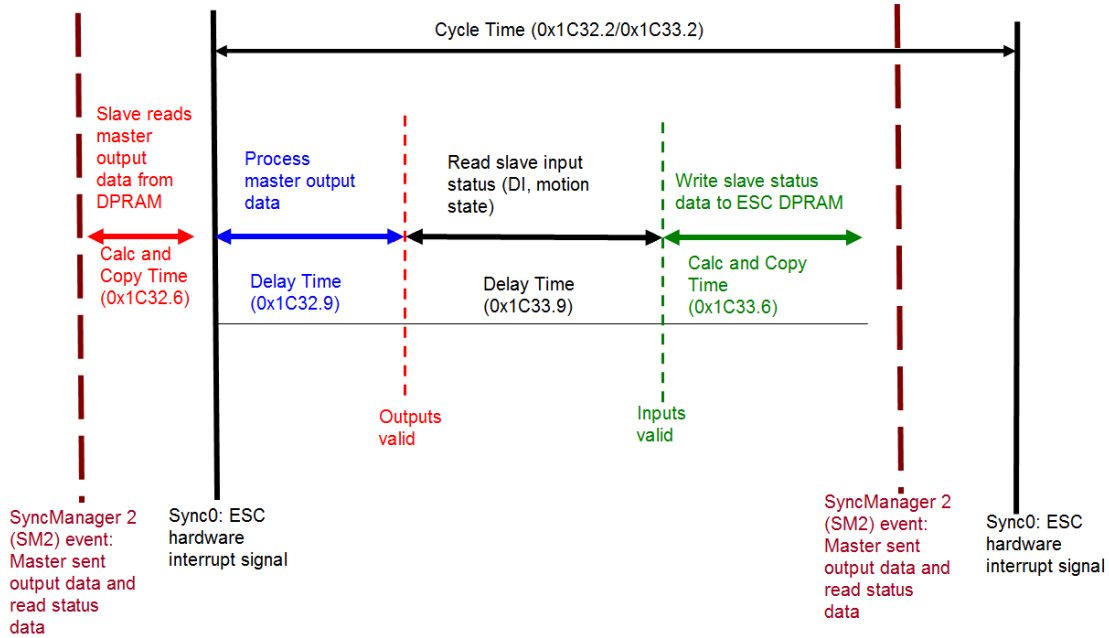 Cycle Time (0x1C32.2/0x1C33.2)
Slave reads
master
output
data from
DPRAM
Process
master output
data
Read slave input
status (DI, motion
state)
Write slave status
data to ESC DPRAM
Calc and
Copy Time
(0x1C32.6)
Delay Time
(0x1C32.9)
Delay Time
(0x1C33.9)
Calc and Copy
Time
(0x1C33.6)
Outputs
valid
Inputs
valid
SyncManager 2
(SM2) event:
Master sent
output data and
read status
data
Sync0: ESC
hardware
interrupt signal
SyncManager 2
(SM2) event:
Master sent
output data and
read status
data
Sync0: ESC
hardware
interrupt signal